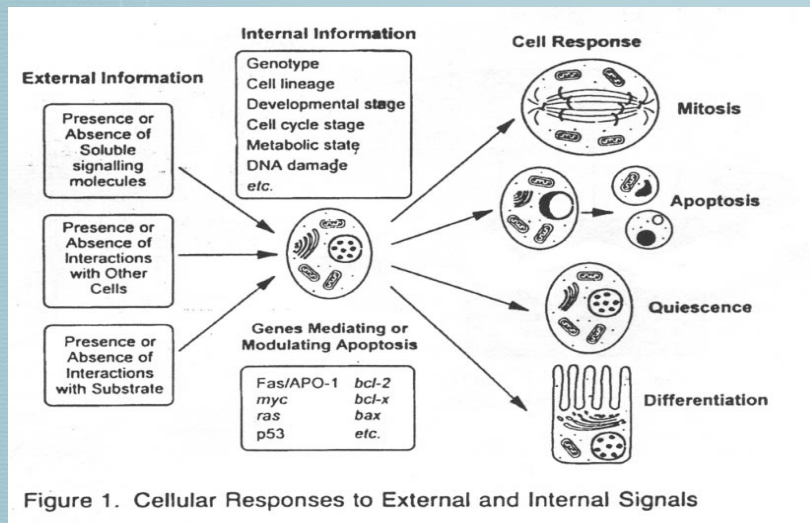 Internal Information
Genotype
Cell lineage
Developmental stage
Cell cycle stage
Metabolic state
DNA damage
etc.
External Information
Presence or
Absence of
Soluble
signalling
molecules
Presence or
Absence of
Interactions
with Other
Cells
Presence or
Absence of
Interactions
with Substrate
Genes Mediating or
Modulating Apoptosis
Fas/APO-1 bcl-2
myc bcl-x
ras bax
p53 etc.
Cell Response
Mitosis
Apoptosis
Quiescence
Differentiation
Figure 1. Cellular Responses to External and Internal Signals